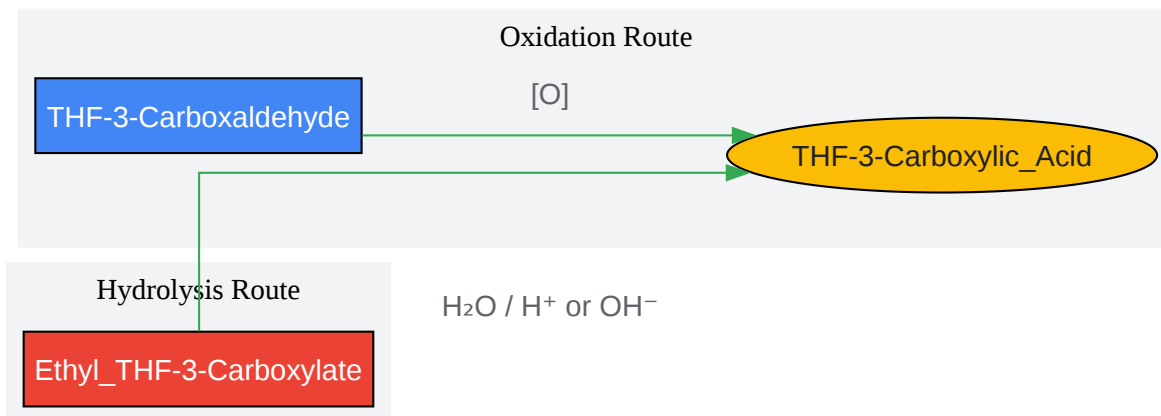 Oxidation Route
[O]
THF-3-Carboxaldehyde
THF-3-Carboxylic_Acid
Hydrolysis Route
H₂O / H⁺ or OH⁻
Ethyl_THF-3-Carboxylate